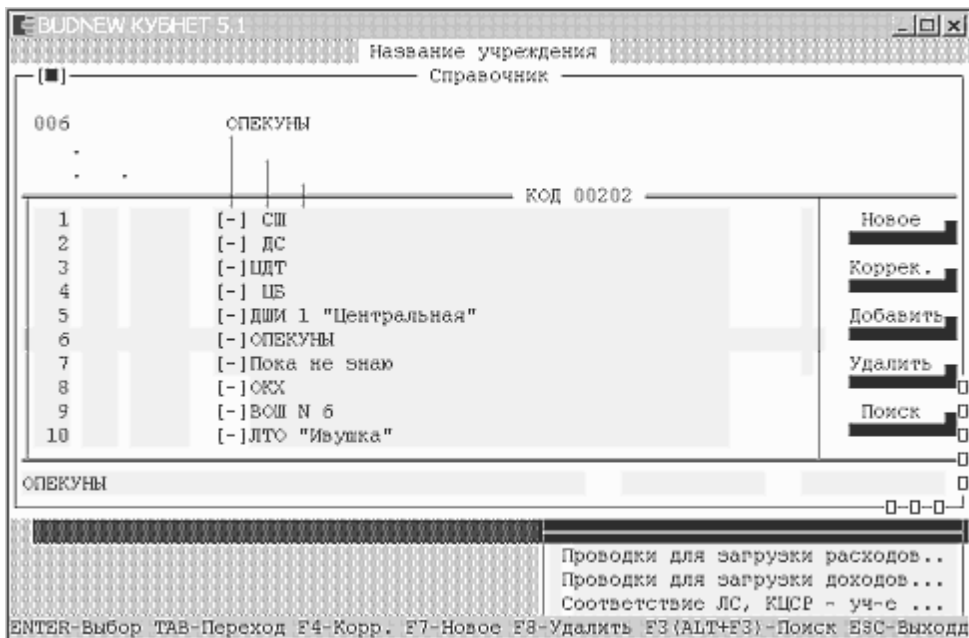 BUDNEW КУБНЕТ 5.1
Название учреждения
Справочник
006 ОПЕКУНЫ
КОД 00202
1 [-] СШ Новое
2 [-] ДС
3 [-]ЦДТ Коррек.
4 [-] ЦБ
5 [-]ДШИ 1 "Центральная" Добавить
6 [-]ОПЕКУНЫ
7 [-]Пока не знаю Удалить
8 [-]ОКХ
9 [-]ВОШ N 6 Поиск
10 [-]ЛТО "Ивушка"
ОПЕКУНЫ
Проводки для загрузки расходов..
Проводки для загрузки доходов...
Соответствие ЛС, КЦСР - уч-е ...
ENTER-Выбор TAB-Переход F4-Корр. F7-Новое F8-Удалить F3(ALT+F3)-Поиск ESC-Выход